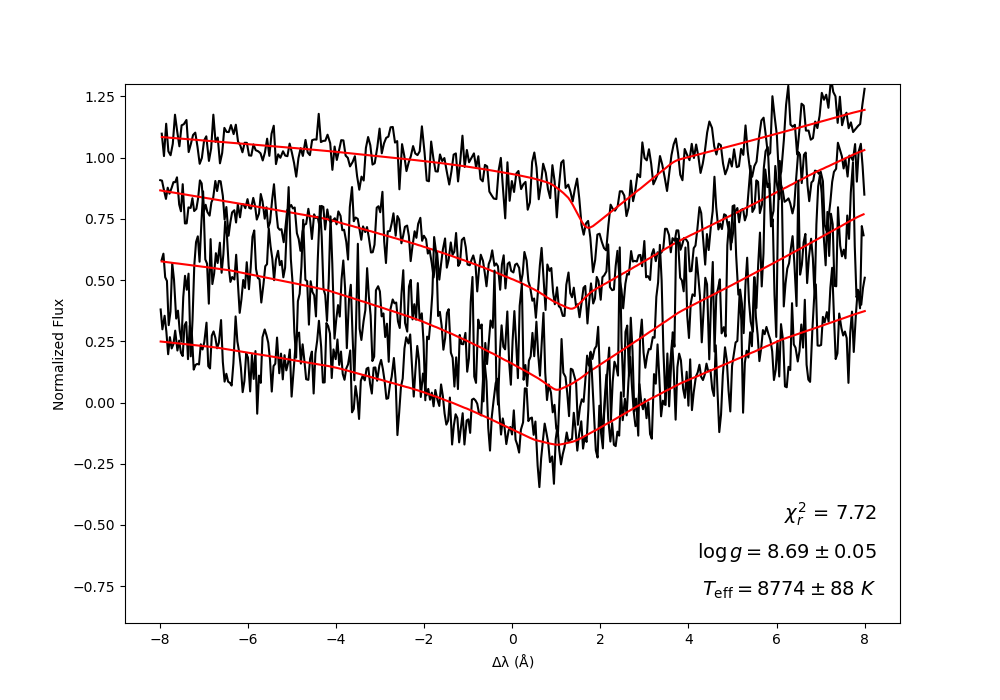 1.25
1.00
0.75
0.50
0.25
0.00
−0.25
−0.50
−0.75
Normalized Flux
χ_r^2 = 7.72
log g = 8.69 ± 0.05
T_eff = 8774 ± 88 K
−8 −6 −4 −2 0 2 4 6 8
Δλ (Å)